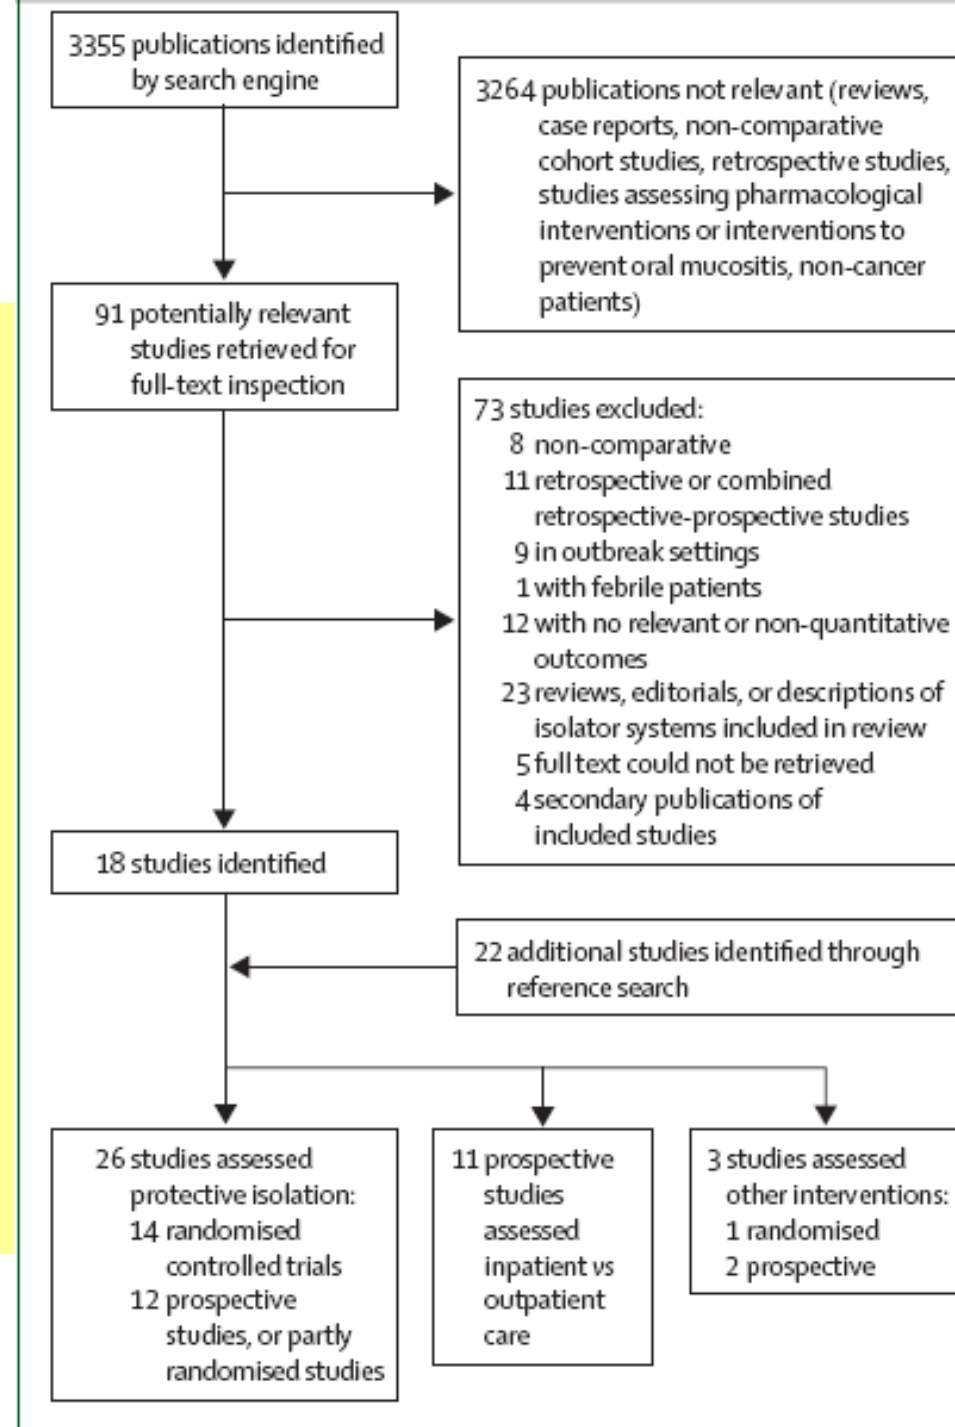 3355 publications identified
by search engine
3264 publications not relevant (reviews,
case reports, non-comparative
cohort studies, retrospective studies,
studies assessing pharmacological
interventions or interventions to
prevent oral mucositis, non-cancer
patients)
91 potentially relevant
studies retrieved for
full-text inspection
73 studies excluded:
8 non-comparative
11 retrospective or combined
retrospective-prospective studies
9 in outbreak settings
1 with febrile patients
12 with no relevant or non-quantitative
outcomes
23 reviews, editorials, or descriptions of
isolator systems included in review
5 full text could not be retrieved
4 secondary publications of
included studies
18 studies identified
22 additional studies identified through
reference search
26 studies assessed
protective isolation:
14 randomised
controlled trials
12 prospective
studies, or partly
randomised studies
11 prospective
studies
assessed
inpatient vs
outpatient
care
3 studies assessed
other interventions:
1 randomised
2 prospective